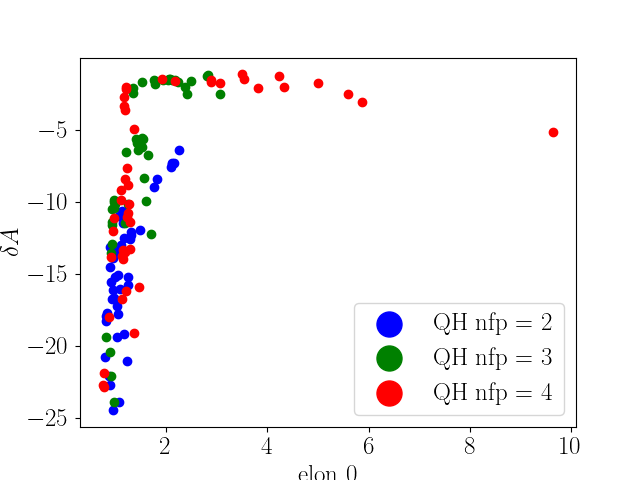 −5
−10
−15
−20
−25
δA
2
4
6
8
10
elon 0
QH nfp = 2
QH nfp = 3
QH nfp = 4